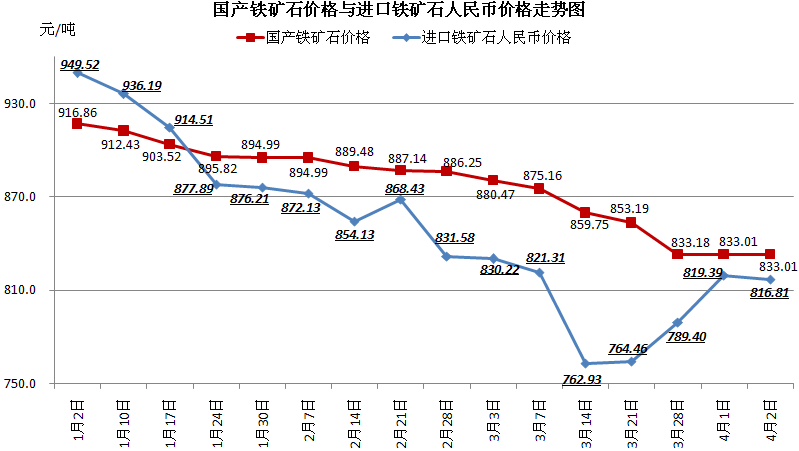 国产铁矿石价格与进口铁矿石人民币价格走势图
元/吨
国产铁矿石价格 进口铁矿石人民币价格
930.0
870.0
810.0
750.0
949.52
936.19
914.51
877.89
876.21
872.13
854.13
868.43
831.58
830.22
821.31
762.93
764.46
789.40
819.39
816.81
916.86
912.43
903.52
895.82
894.99
894.99
889.48
887.14
886.25
880.47
875.16
859.75
853.19
833.18
833.01
833.01
1月2日
1月10日
1月17日
1月24日
1月30日
2月7日
2月14日
2月21日
2月28日
3月3日
3月7日
3月14日
3月21日
3月28日
4月1日
4月2日